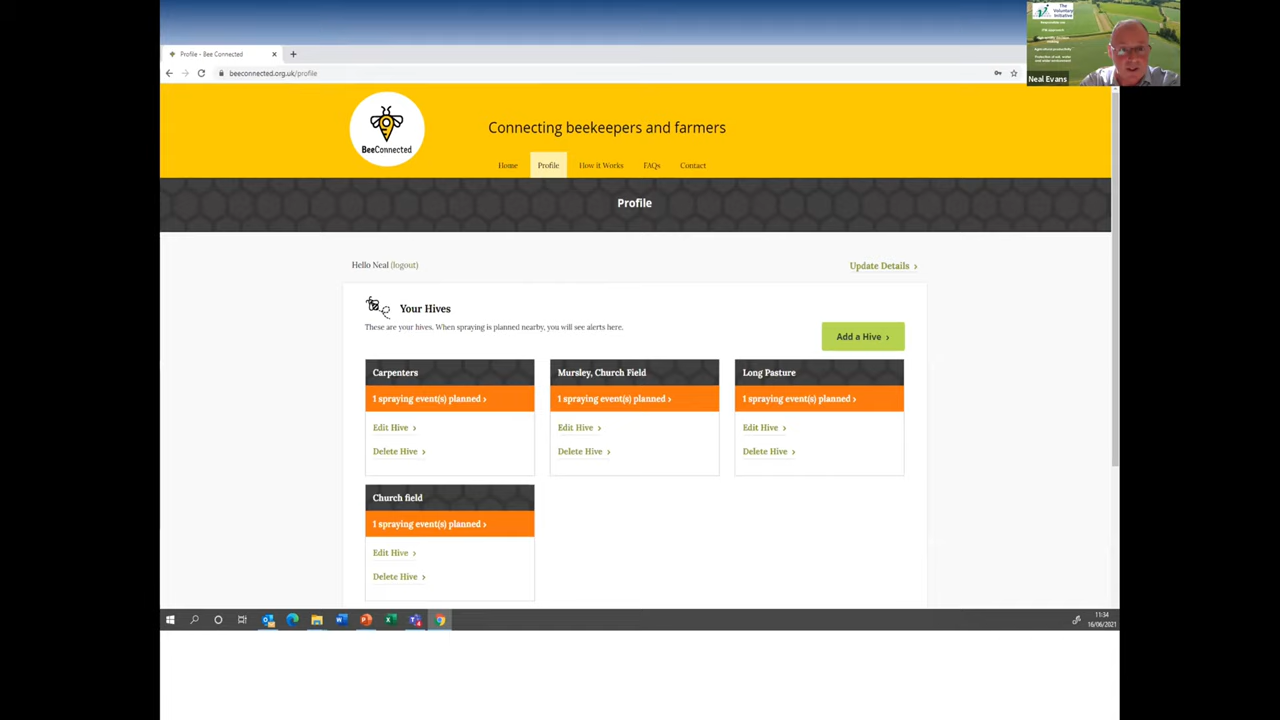 The
Voluntary
Initiative
Neal Evans
Profile - Bee Connected
beeconnected.org.uk/profile
BeeConnected
Connecting beekeepers and farmers
Home Profile How it Works FAQs Contact
Profile
Hello Neal (logout)
Update Details ›
Your Hives
These are your hives. When spraying is planned nearby, you will see alerts here.
Add a Hive ›
Carpenters
1 spraying event(s) planned ›
Edit Hive ›
Delete Hive ›
Mursley, Church Field
1 spraying event(s) planned ›
Edit Hive ›
Delete Hive ›
Long Pasture
1 spraying event(s) planned ›
Edit Hive ›
Delete Hive ›
Church field
1 spraying event(s) planned ›
Edit Hive ›
Delete Hive ›
11:34
16/06/2021